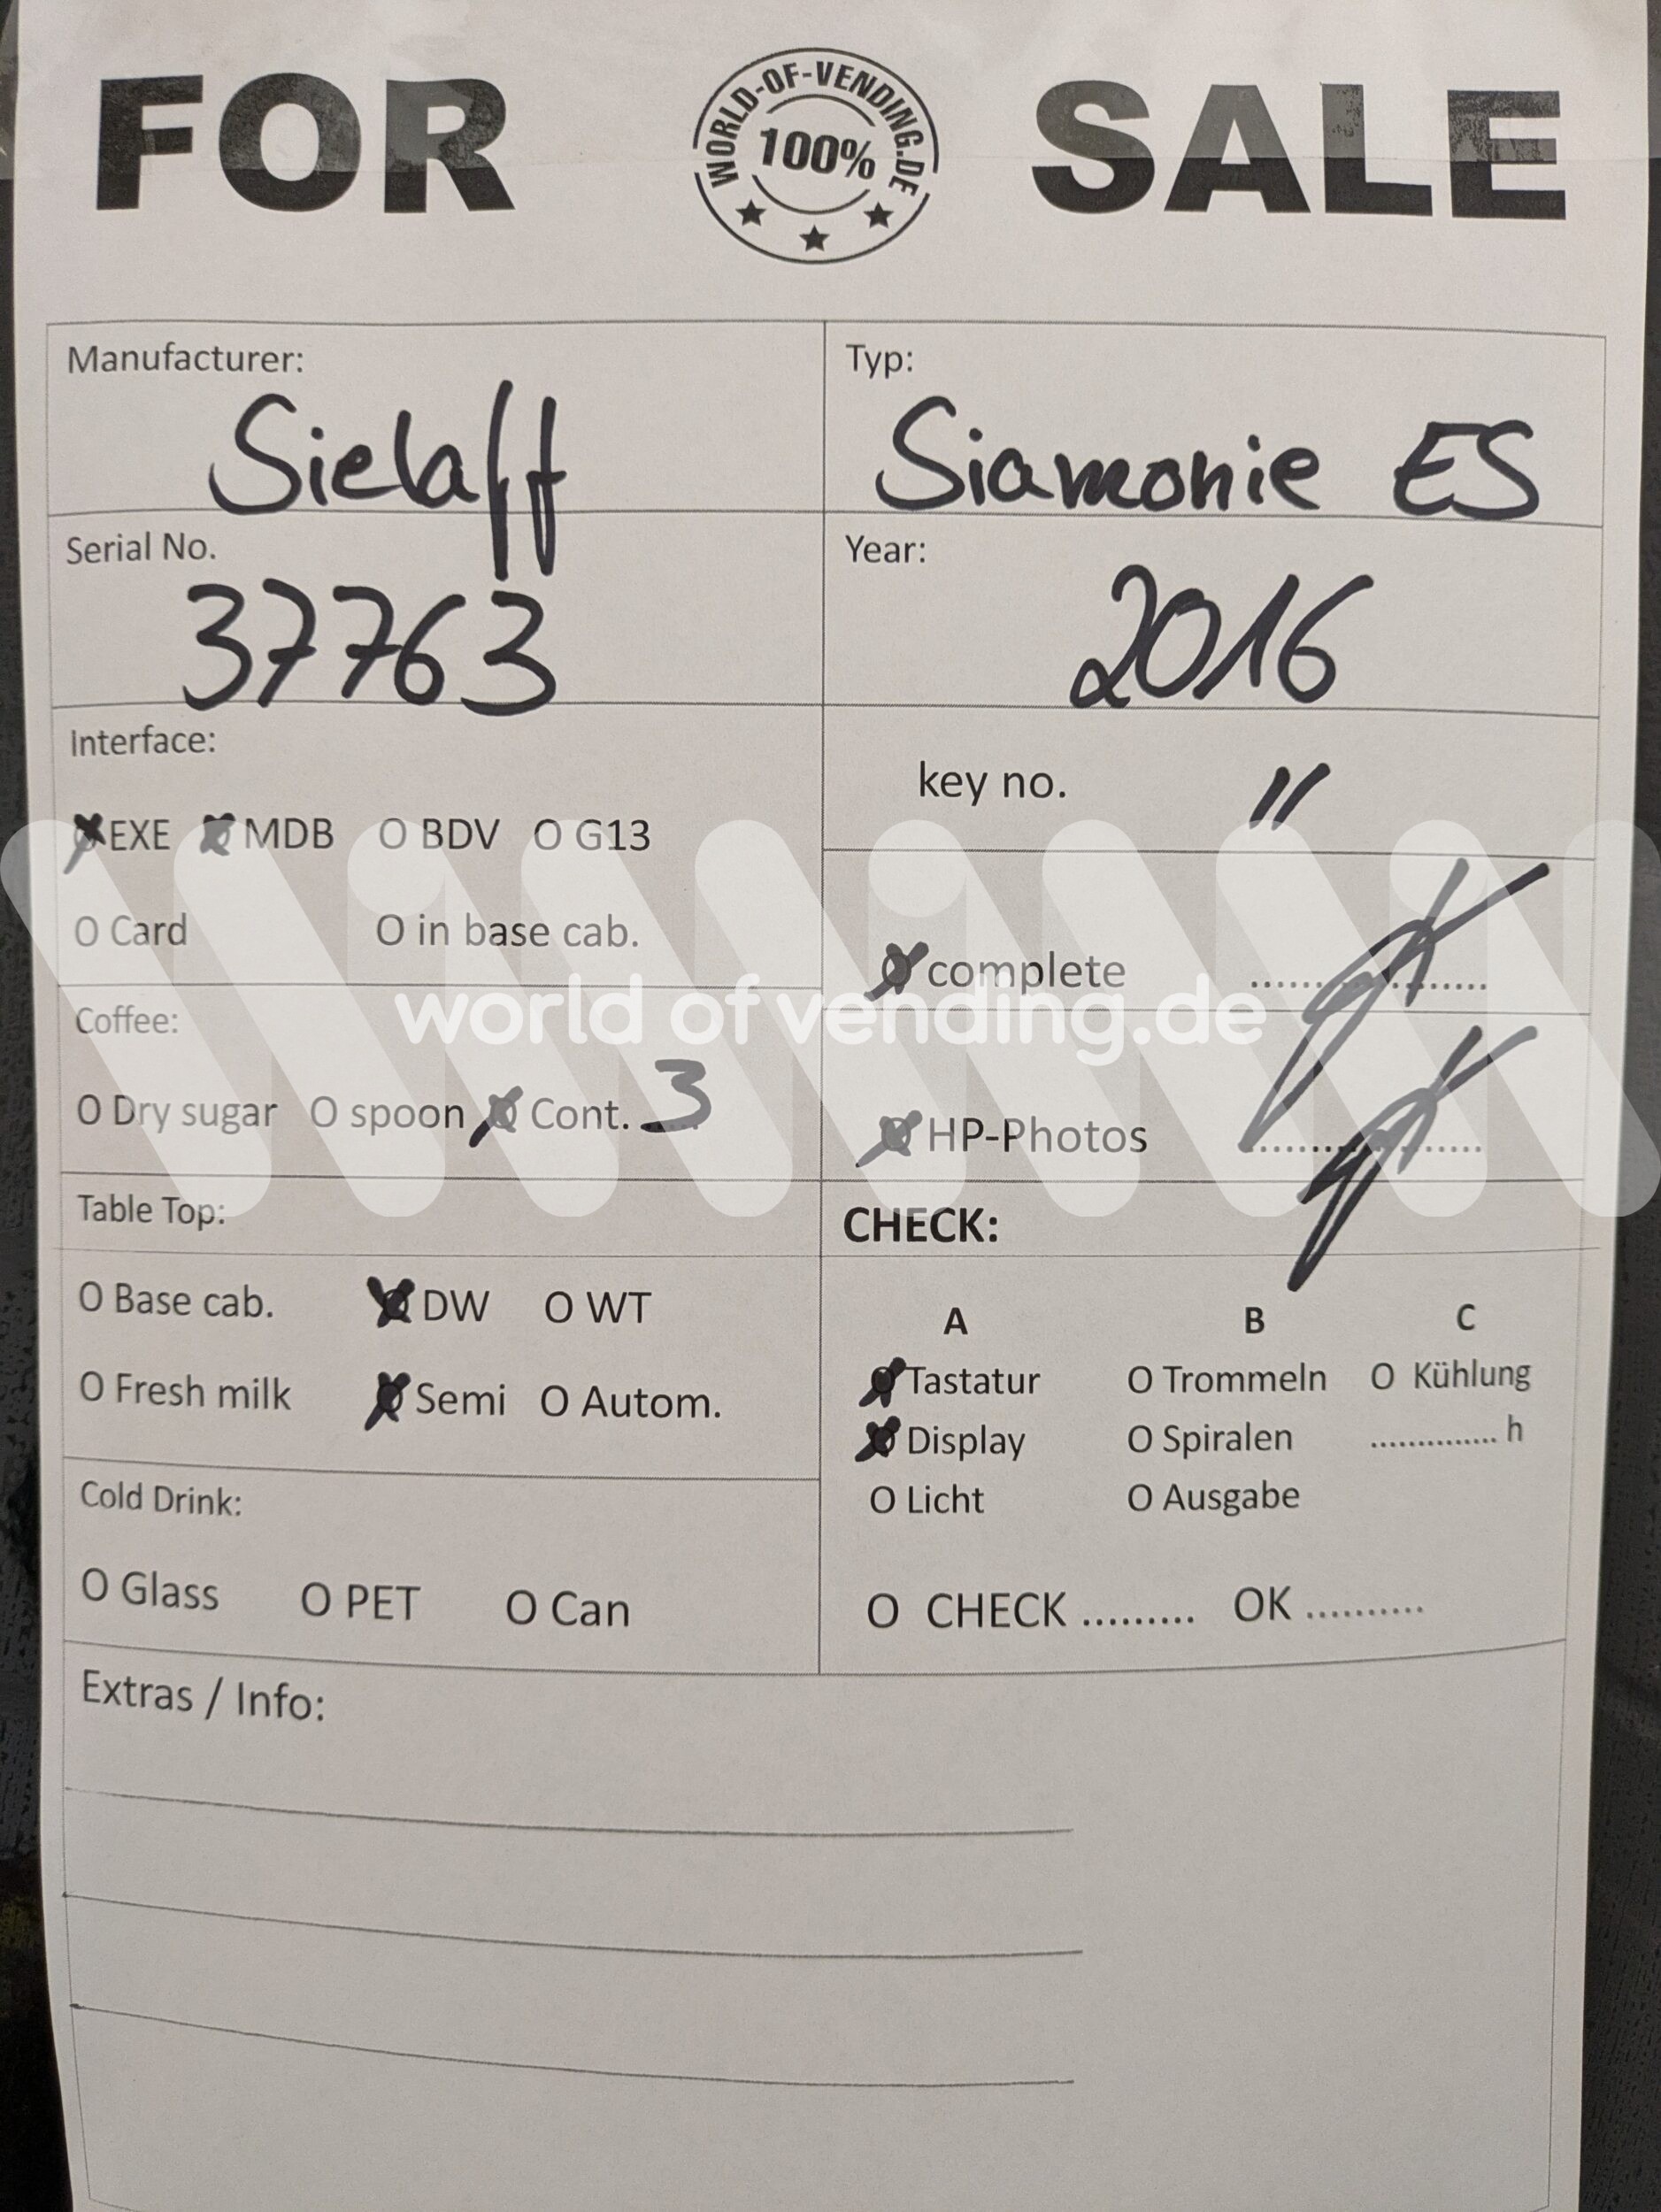 FOR WORLD-OF-VENDING.DE 100% SALE
Manufacturer: Typ:
Sielaff Siamonie ES
Serial No. Year:
37763 2016
Interface:
key no. "
EXE MDB O BDV O G13
O Card O in base cab.
complete ....................
world of vending.de
Coffee:
O Dry sugar O spoon O Cont. 3
HP-Photos ....................
Table Top: CHECK:
O Base cab. O DW O WT
A B C
O Fresh milk O Semi O Autom.
O Tastatur O Trommeln O Kühlung
O Display O Spiralen .............. h
O Licht O Ausgabe
Cold Drink:
O Glass O PET O Can
O CHECK ......... OK ..........
Extras / Info: